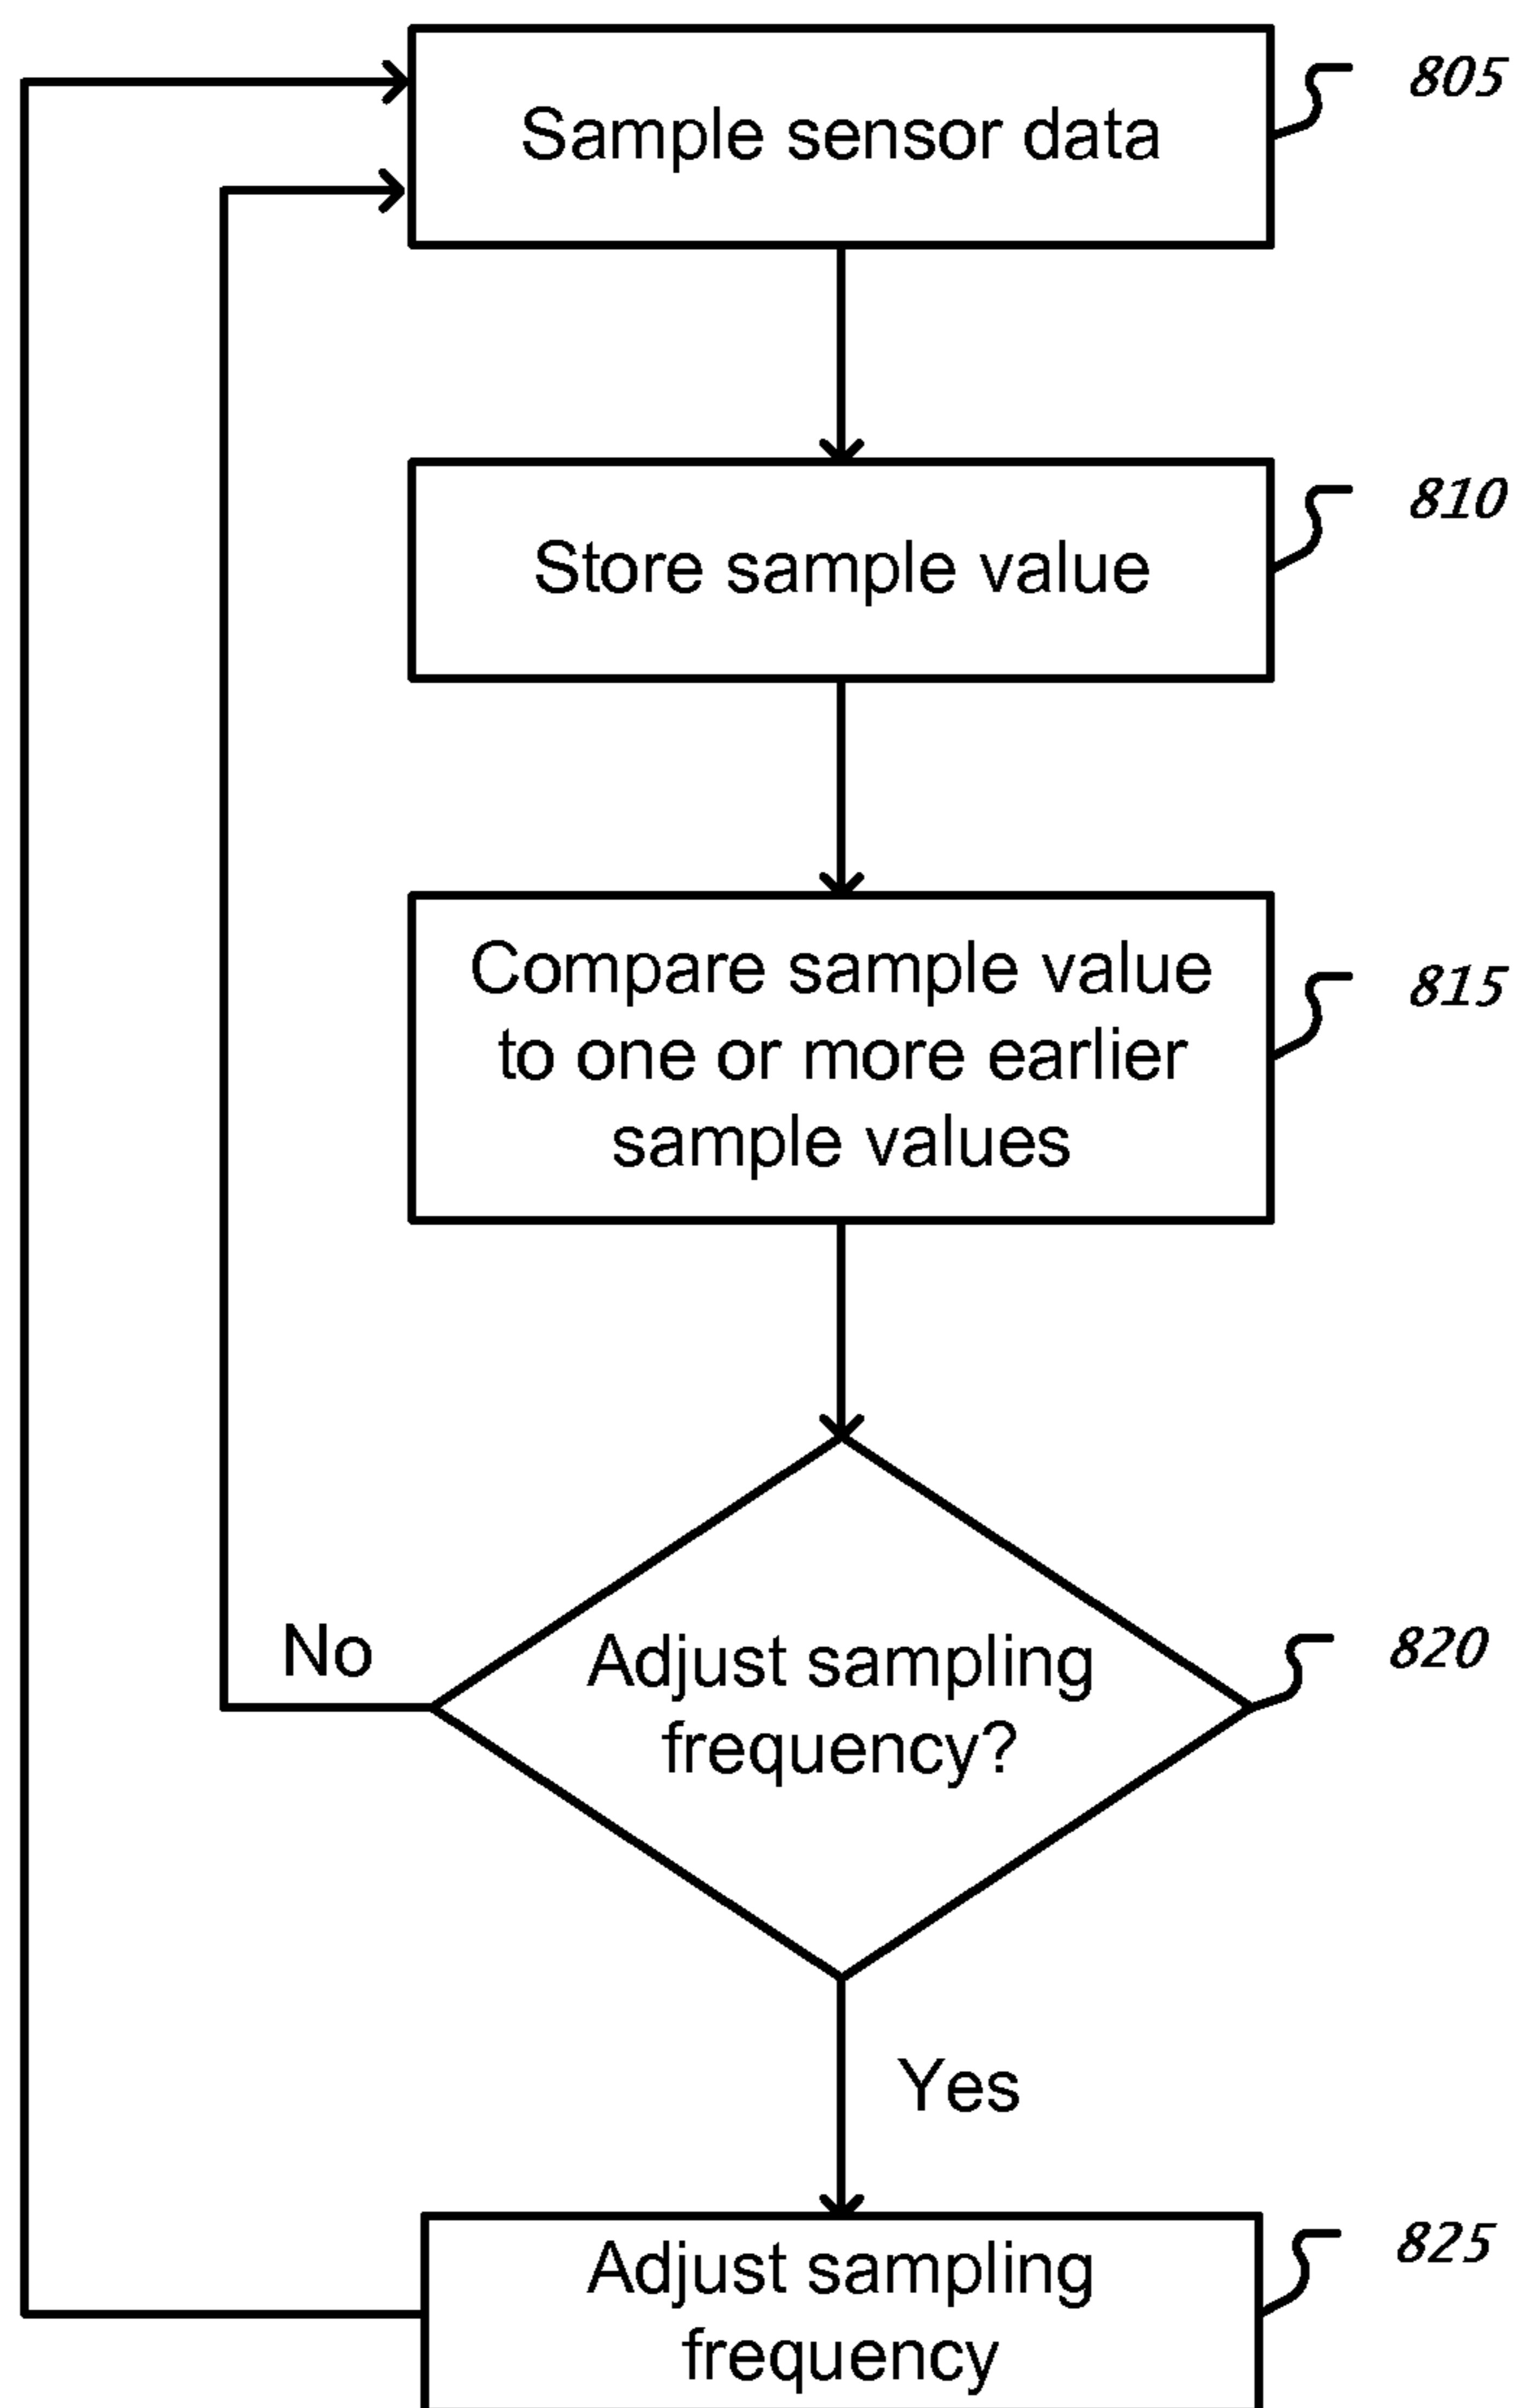 Sample sensor data
805
Store sample value
810
Compare sample value
to one or more earlier
sample values
815
No
Adjust sampling
frequency?
820
Yes
Adjust sampling
frequency
825